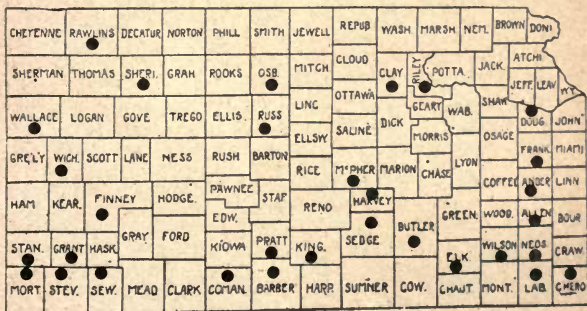 CHEYENNE RAWLINS DECATUR NORTON PHILL SMITH JEWELL REPUB WASH. MARSH NEM. BROWN DONI
SHERMAN THOMAS SHERI. GRAH ROOKS OSB. MITCH CLOUD CLAY RILEY POTTA. JACK. ATCHI
JEFF. LEAV WY.
WALLACE LOGAN GOVE TREGO ELLIS RUSS LINC OTTAWA DICK GEARY WAB. SHAW DOUG. JOHN
GRE'L'Y WICH. SCOTT LANE NESS RUSH BARTON ELLSW. SALINE MORRIS OSAGE FRANK. MIAMI
RICE McPHER MARION CHASE LYON COFFEE ANDER LINN
HAM KEAR. FINNEY HODGE. PAWNEE STAF RENO HARVEY
EDW. BUTLER GREEN. WOOD. ALLEN BOUR
STAN. GRANT HASK. GRAY FORD KIOWA PRATT KING. SEDGE ELK WILSON NEOS. CRAW.
MORT. STEV. SEW. MEAD CLARK COMAN. BARBER HARP. SUMNER COW. CHAUT MONT. LAB. CHERO